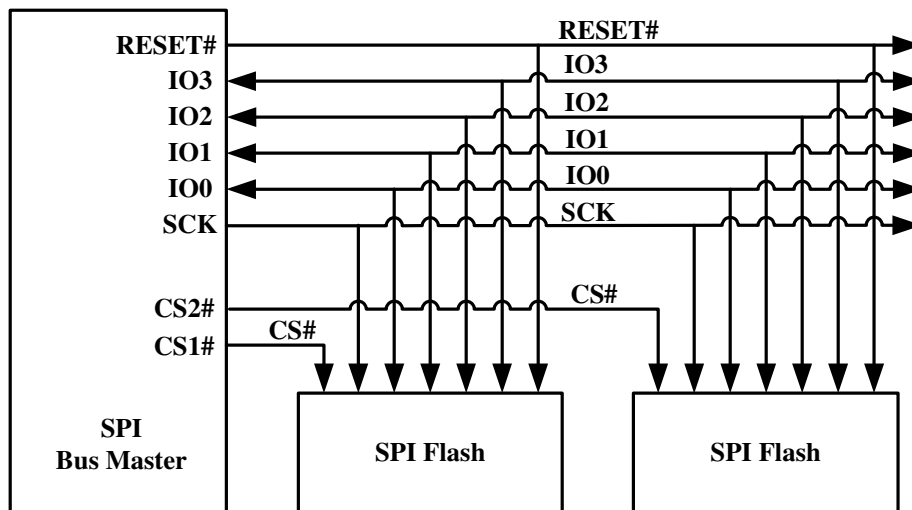 RESET#
RESET#
IO3
IO3
IO2
IO2
IO1
IO1
IO0
IO0
SCK
SCK
CS2#
CS#
CS1#
CS#
SPI
Bus Master
SPI Flash
SPI Flash